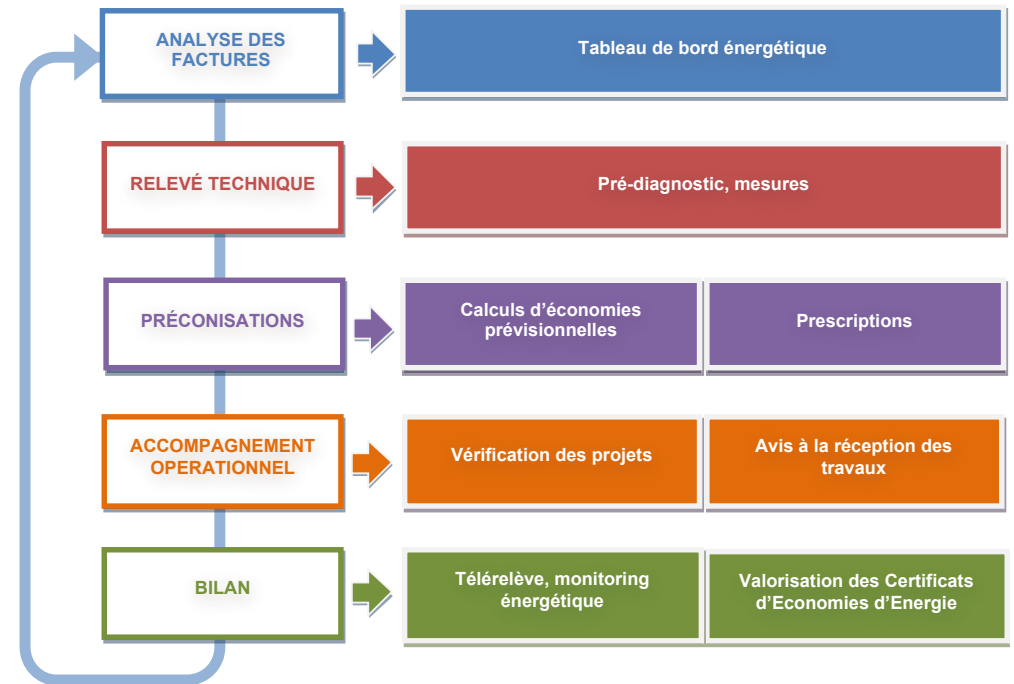 ANALYSE DES
FACTURES
Tableau de bord énergétique
RELEVÉ TECHNIQUE
Pré-diagnostic, mesures
PRÉCONISATIONS
Calculs d’économies
prévisionnelles
Prescriptions
ACCOMPAGNEMENT
OPERATIONNEL
Vérification des projets
Avis à la réception des
travaux
BILAN
Télérelève, monitoring
énergétique
Valorisation des Certificats
d’Economies d’Energie